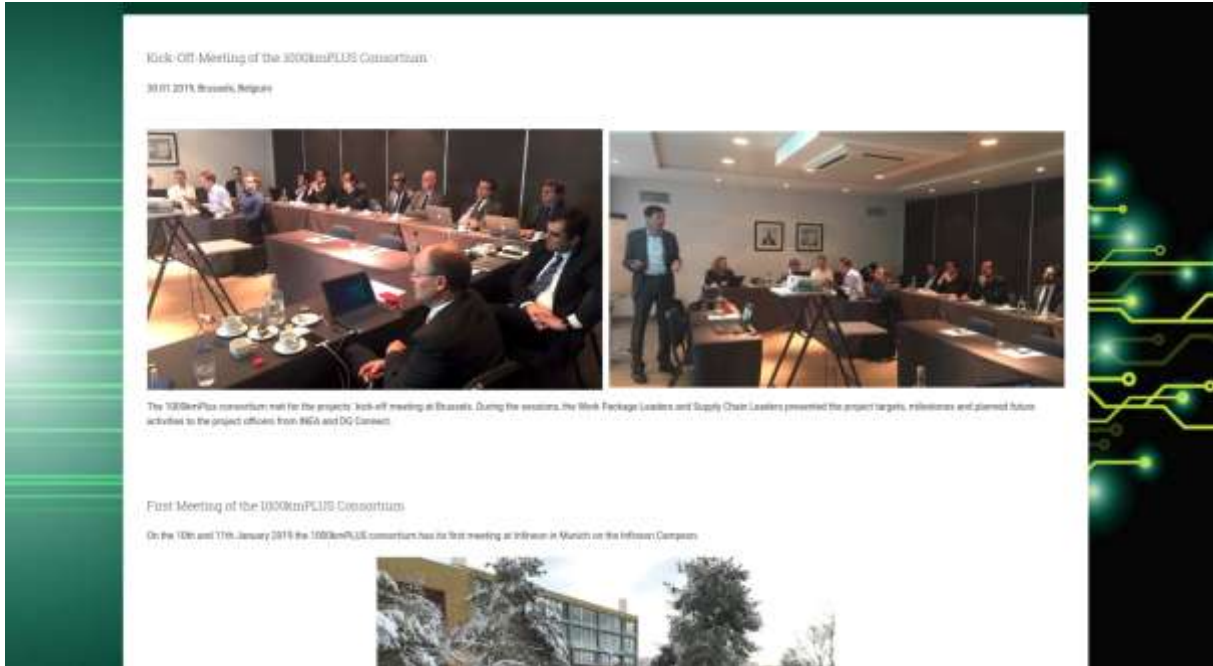 Kick-Off-Meeting of the 1000kmPLUS Consortium
30.01.2019, Brussels, Belgium
The 1000kmPlus consortium met for the projects' kick-off meeting at Brussels. During the sessions, the Work Package Leaders and Supply Chain Leaders presented the project targets, milestones and planned future
activities to the project officers from INEA and DG Connect.
First Meeting of the 1000kmPLUS Consortium
On the 10th and 11th January 2019 the 1000kmPLUS consortium has its first meeting at Infineon in Munich on the Infineon Campeon.